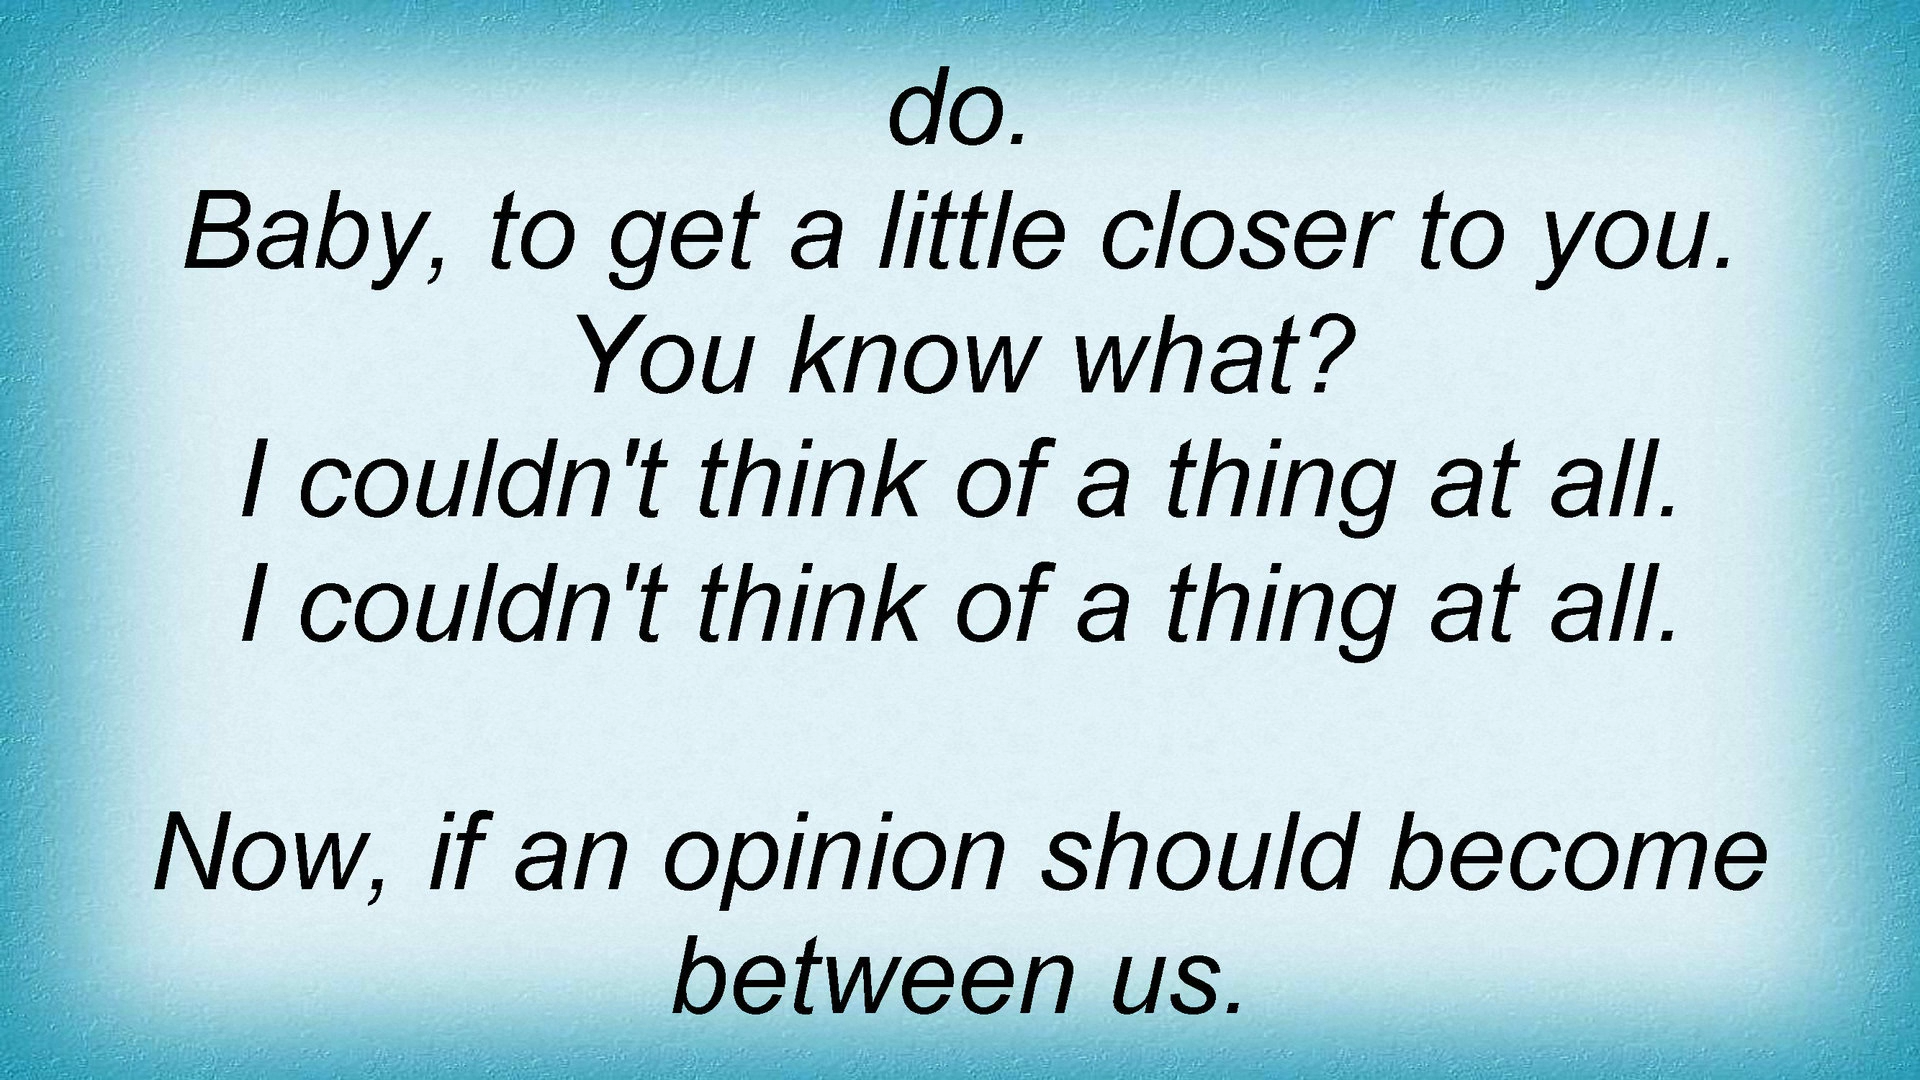 do.
Baby, to get a little closer to you.
You know what?
I couldn't think of a thing at all.
I couldn't think of a thing at all.
Now, if an opinion should become
between us.